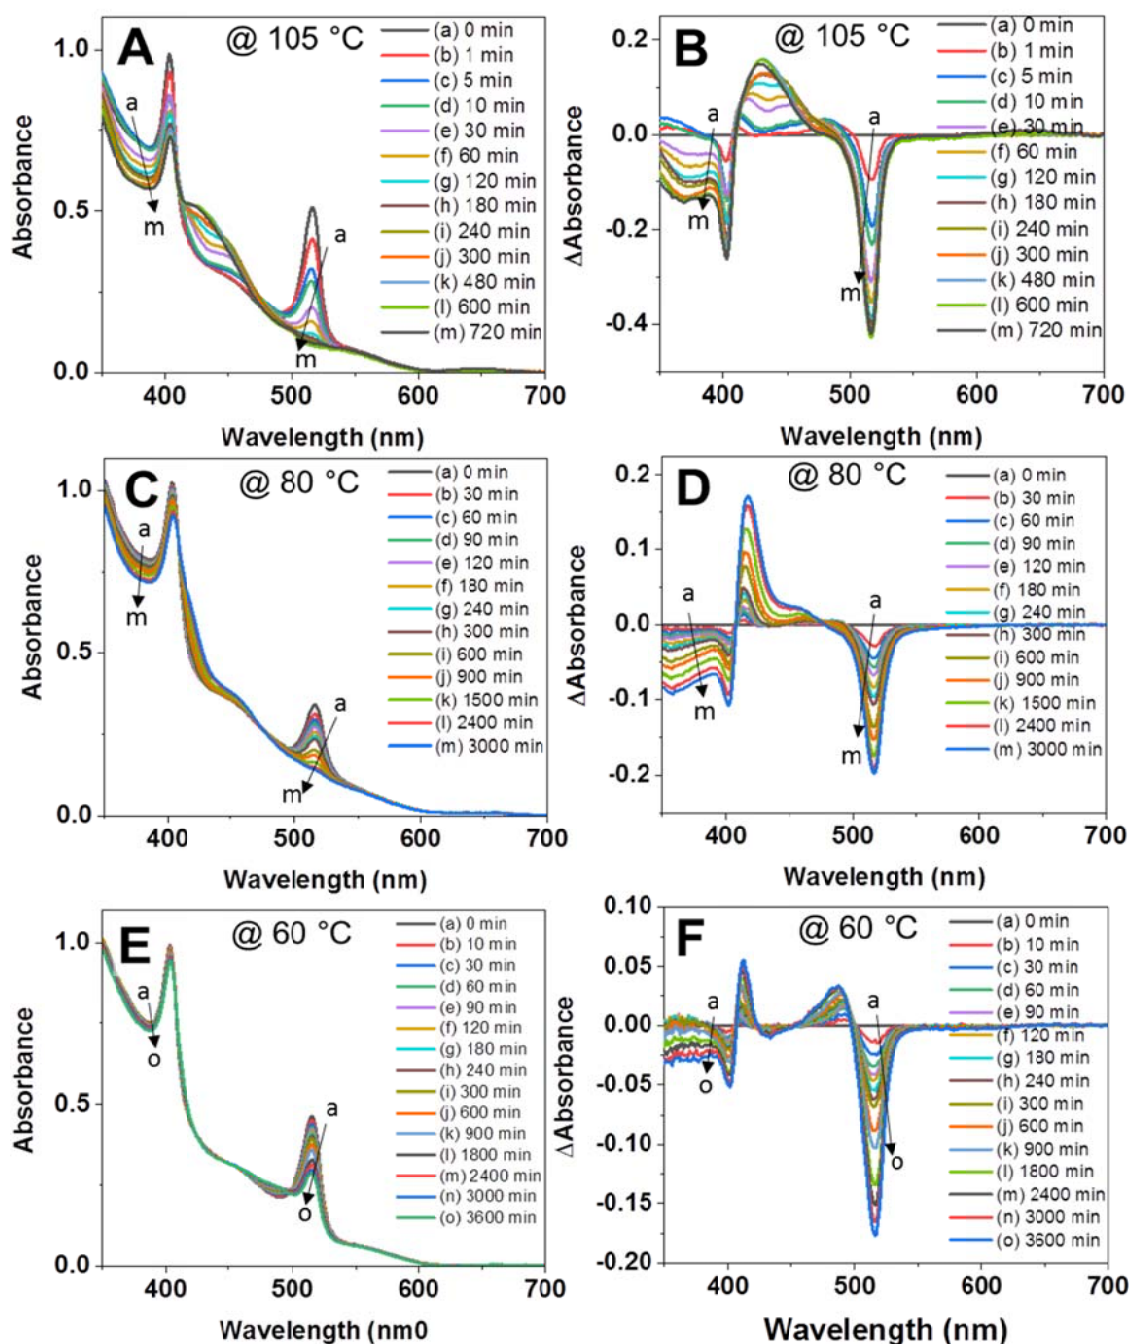 A
@ 105 °C
(a) 0 min
(b) 1 min
(c) 5 min
(d) 10 min
(e) 30 min
(f) 60 min
(g) 120 min
(h) 180 min
(i) 240 min
(j) 300 min
(k) 480 min
(l) 600 min
(m) 720 min
a
m
a
m
1.0
0.5
0.0
400
500
600
700
Absorbance
Wavelength (nm)
B
@ 105 °C
(a) 0 min
(b) 1 min
(c) 5 min
(d) 10 min
(e) 30 min
(f) 60 min
(g) 120 min
(h) 180 min
(i) 240 min
(j) 300 min
(k) 480 min
(l) 600 min
(m) 720 min
a
m
a
m
0.2
0.0
-0.2
-0.4
400
500
600
700
ΔAbsorbance
Wavelength (nm)
C
@ 80 °C
(a) 0 min
(b) 30 min
(c) 60 min
(d) 90 min
(e) 120 min
(f) 180 min
(g) 240 min
(h) 300 min
(i) 600 min
(j) 900 min
(k) 1500 min
(l) 2400 min
(m) 3000 min
a
m
a
m
1.0
0.5
0.0
400
500
600
700
Absorbance
Wavelength (nm)
D
@ 80 °C
(a) 0 min
(b) 30 min
(c) 60 min
(d) 90 min
(e) 120 min
(f) 180 min
(g) 240 min
(h) 300 min
(i) 600 min
(j) 900 min
(k) 1500 min
(l) 2400 min
(m) 3000 min
a
m
a
m
0.2
0.1
0.0
-0.1
-0.2
400
500
600
700
ΔAbsorbance
Wavelength (nm)
E
@ 60 °C
(a) 0 min
(b) 10 min
(c) 30 min
(d) 60 min
(e) 90 min
(f) 120 min
(g) 180 min
(h) 240 min
(i) 300 min
(j) 600 min
(k) 900 min
(l) 1800 min
(m) 2400 min
(n) 3000 min
(o) 3600 min
a
o
a
o
1.0
0.5
0.0
400
500
600
700
Absorbance
Wavelength (nm0
F
@ 60 °C
(a) 0 min
(b) 10 min
(c) 30 min
(d) 60 min
(e) 90 min
(f) 120 min
(g) 180 min
(h) 240 min
(i) 300 min
(j) 600 min
(k) 900 min
(l) 1800 min
(m) 2400 min
(n) 3000 min
(o) 3600 min
a
o
a
o
0.10
0.05
0.00
-0.05
-0.10
-0.15
-0.20
400
500
600
700
ΔAbsorbance
Wavelength (nm)